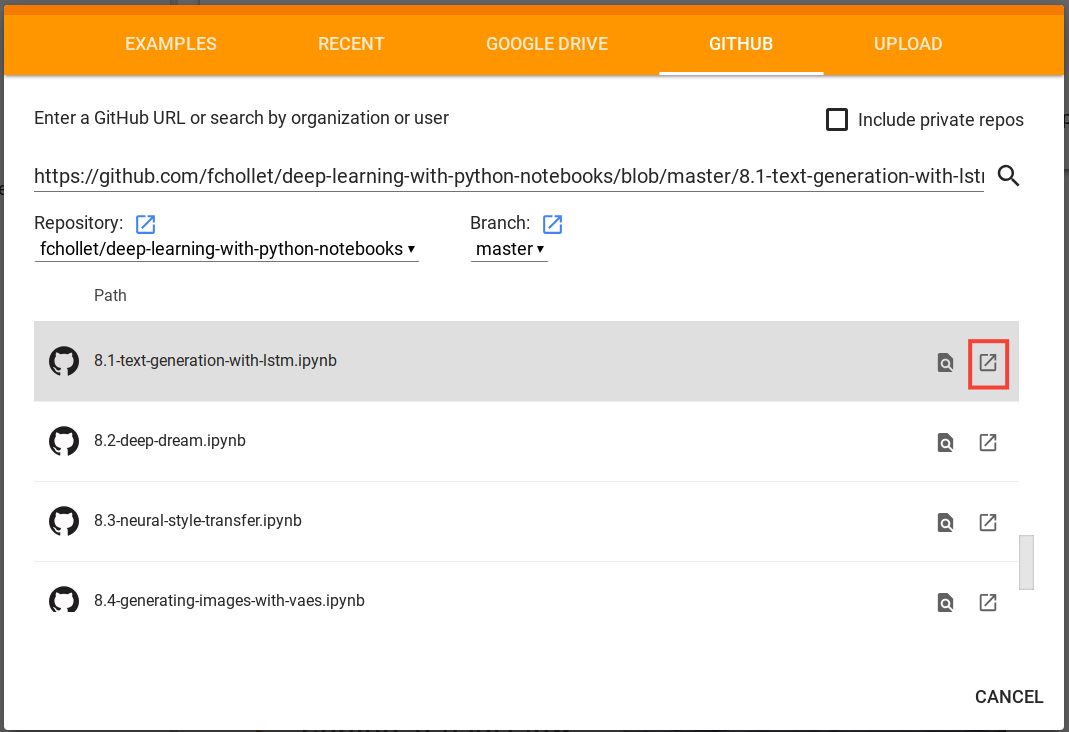 EXAMPLES RECENT GOOGLE DRIVE GITHUB UPLOAD
Enter a GitHub URL or search by organization or user
Include private repos
https://github.com/fchollet/deep-learning-with-python-notebooks/blob/master/8.1-text-generation-with-lst
Repository: Branch:
fchollet/deep-learning-with-python-notebooks ▾ master ▾
Path
8.1-text-generation-with-lstm.ipynb
8.2-deep-dream.ipynb
8.3-neural-style-transfer.ipynb
8.4-generating-images-with-vaes.ipynb
CANCEL